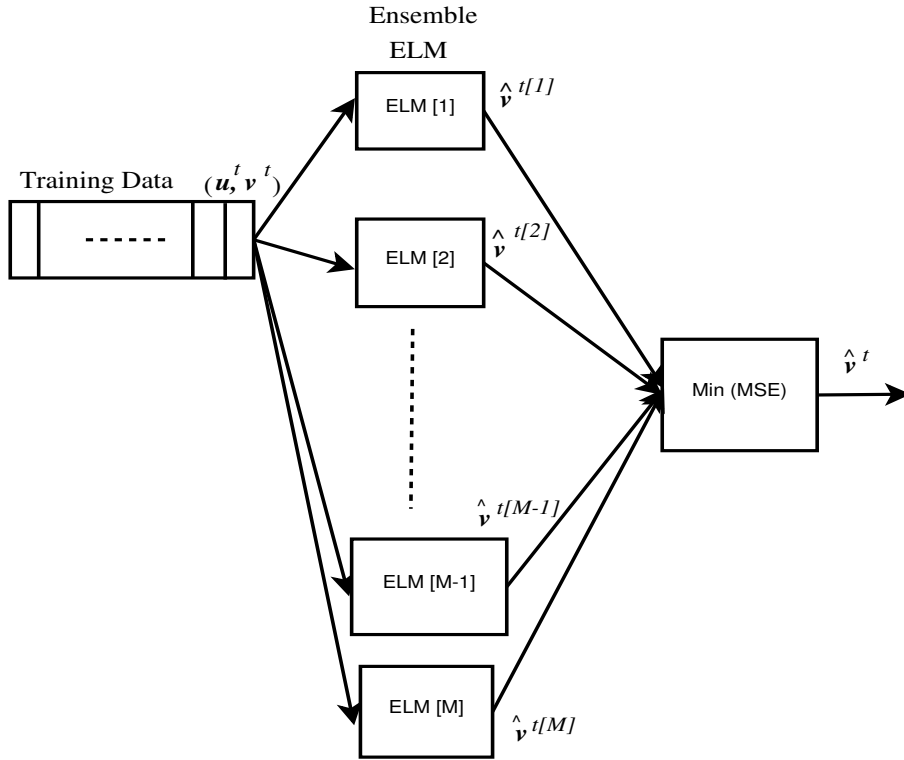 Ensemble
ELM
ELM [1]
v̂ t[1]
Training Data
(u,t v t)
ELM [2]
v̂ t[2]
Min (MSE)
v̂ t
v̂ t[M-1]
ELM [M-1]
ELM [M]
v̂ t[M]